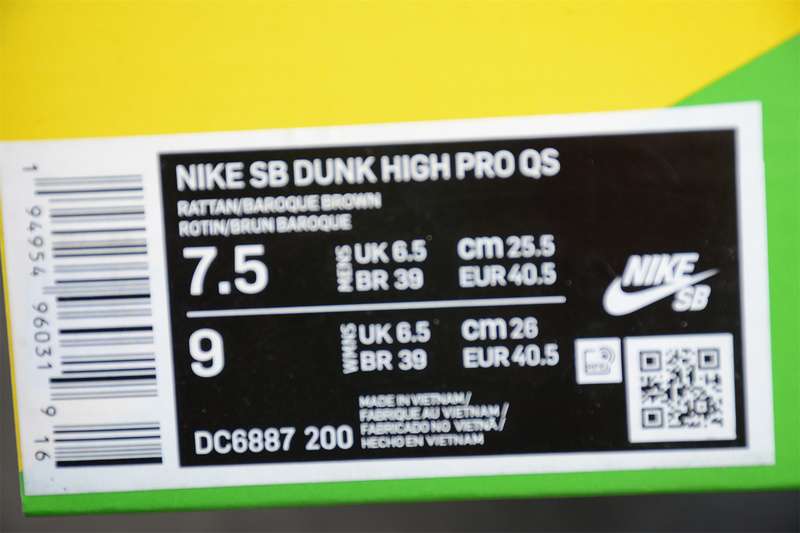 NIKE SB DUNK HIGH PRO QS
RATTAN/BAROQUE BROWN
ROTIN/BRUN BAROQUE
7.5
MENS
UK 6.5
BR 39
cm 25.5
EUR 40.5
9
WMNS
UK 6.5
BR 39
cm 26
EUR 40.5
NIKE
SB
DC6887 200
MADE IN VIETNAM/
FABRIQUE AU VIETNAM/
FABRICADO NO VIETNÃ/
HECHO EN VIETNAM
1 94954 96031 9 16